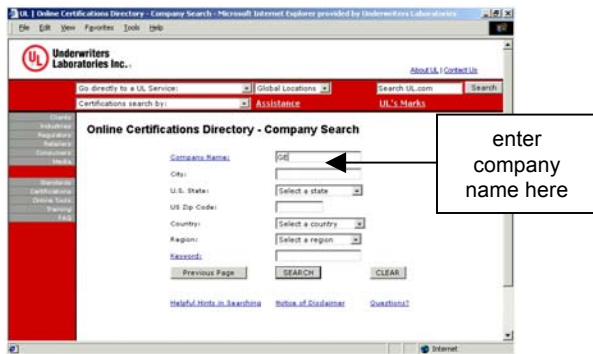 UL | Online Certifications Directory - Company Search - Microsoft Internet Explorer provided by Underwriters Laboratories
File Edit View Favorites Tools Help
UL
Underwriters
Laboratories Inc.
About UL | Contact Us
Go directly to a UL Service: Global Locations Search UL.com Search
Certifications search by: Assistance UL's Marks
Clients
Industries
Regulators
Retailers
Consumers
Media
Standards
Certifications
Online Tools
Training
FAQ
Online Certifications Directory - Company Search
Company Name: GE
City:
U.S. State: Select a state
US Zip Code:
Country: Select a country
Region: Select a region
Keyword:
Previous Page SEARCH CLEAR
Helpful Hints in Searching Notice of Disclaimer Questions?
Internet
enter
company
name here